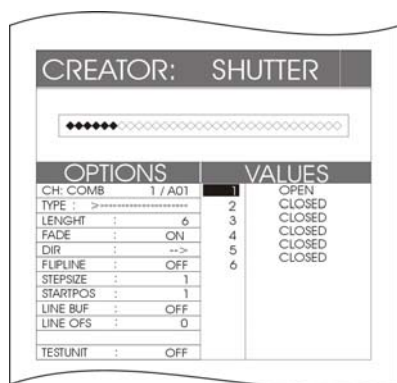 CREATOR: SHUTTER
OPTIONS VALUES
CH: COMB 1 / A01
TYPE : >----------------------
LENGHT : 6
FADE : ON
DIR : -->
FLIPLINE : OFF
STEPSIZE : 1
STARTPOS : 1
LINE BUF : OFF
LINE OFS : 0
TESTUNIT : OFF
1 OPEN
2 CLOSED
3 CLOSED
4 CLOSED
5 CLOSED
6 CLOSED